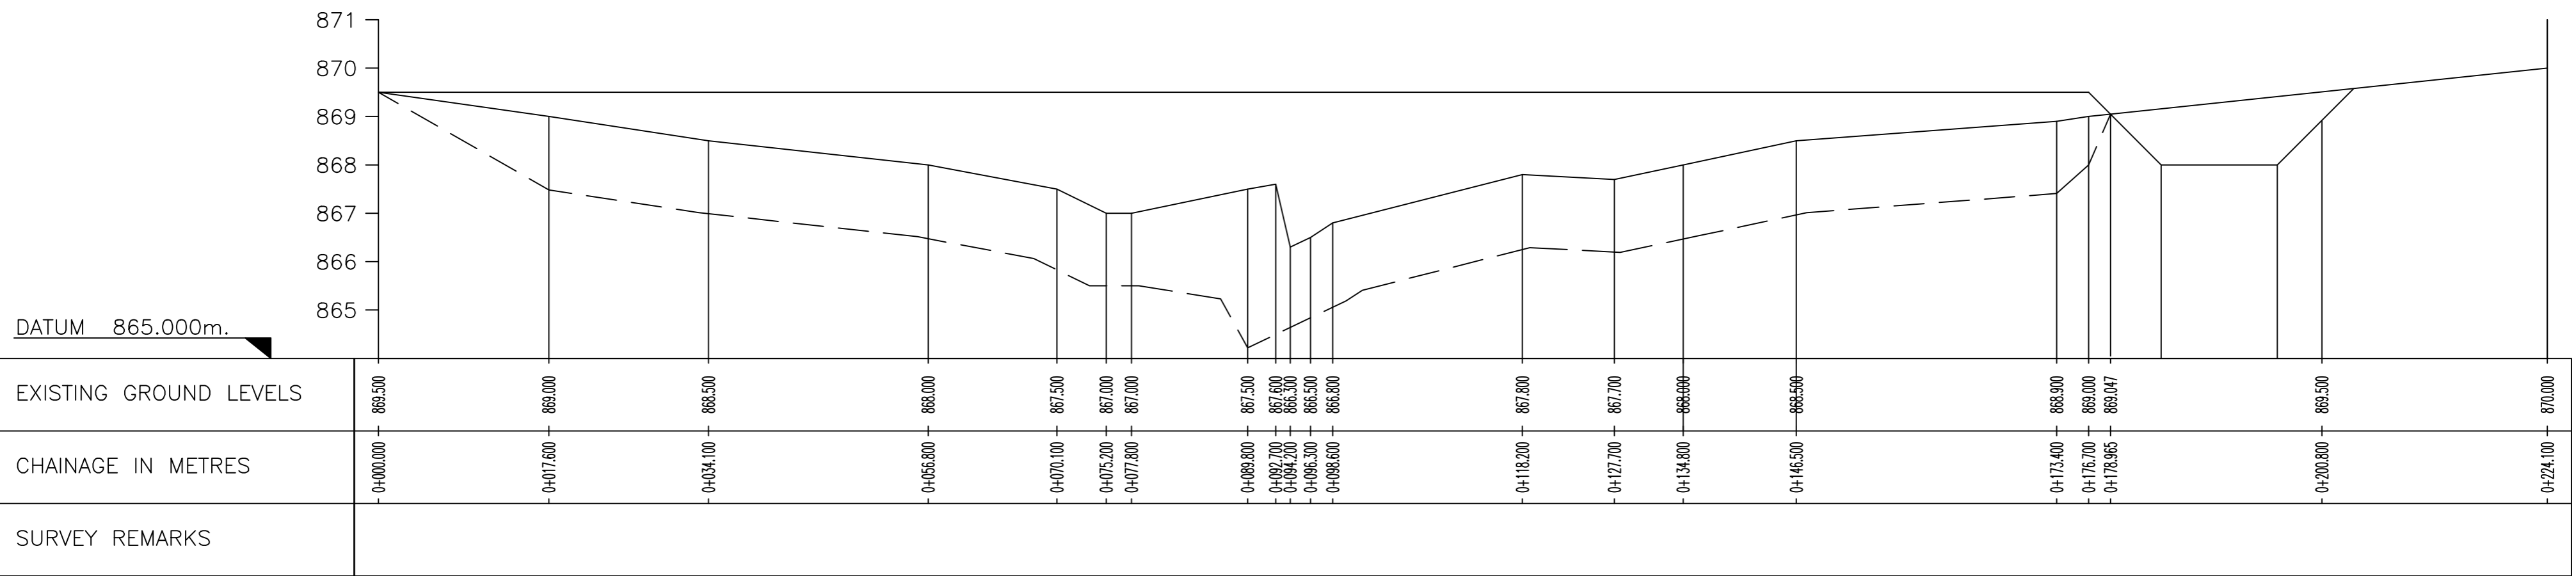 871
870
869
868
867
866
865
DATUM 865.000m.
EXISTING GROUND LEVELS 869.500 869.000 868.500 868.000 867.500 867.000 867.000 867.500 867.600 866.300 866.500 866.800 867.800 867.700 868.000 868.500 868.900 869.000 869.047 869.500 870.000
CHAINAGE IN METRES 0+000.000 0+017.600 0+034.100 0+056.800 0+070.100 0+075.200 0+077.800 0+089.800 0+092.700 0+094.200 0+096.300 0+098.600 0+118.200 0+127.700 0+134.800 0+146.500 0+173.400 0+176.700 0+178.965 0+200.800 0+224.100
SURVEY REMARKS